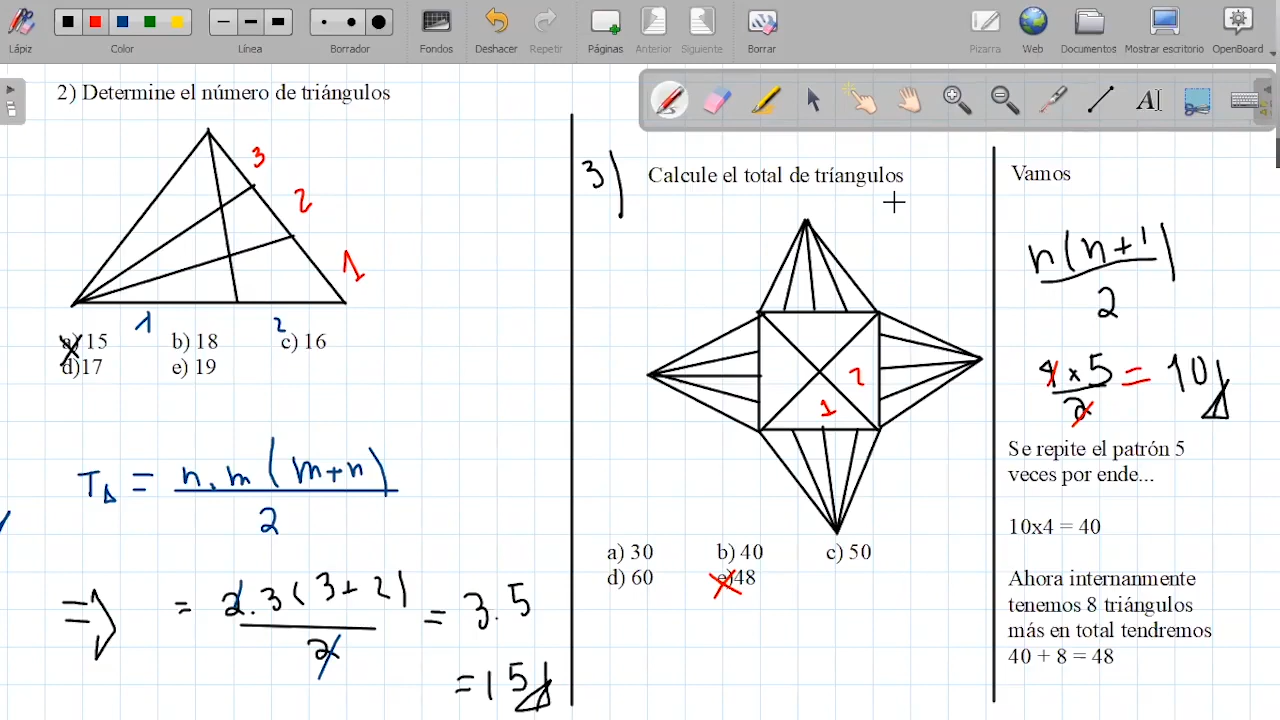 Lápiz Color Línea Borrador Fondos Deshacer Repetir Páginas Anterior Siguiente Borrar Pizarra Web Documentos Mostrar escritorio OpenBoard
2) Determine el número de triángulos
3
2
1
1 2
a) 15 b) 18 c) 16
d)17 e) 19
T△ = n.m(m+n)
2
⇒ = 2.3(3+2) = 3.5
2
=15
3) Calcule el total de tríangulos
2
1
a) 30 b) 40 c) 50
d) 60 e)48
Vamos
n(n+1)
2
4x5 = 10
2
Se repite el patrón 5
veces por ende...
10x4 = 40
Ahora internanmente
tenemos 8 triángulos
más en total tendremos
40 + 8 = 48